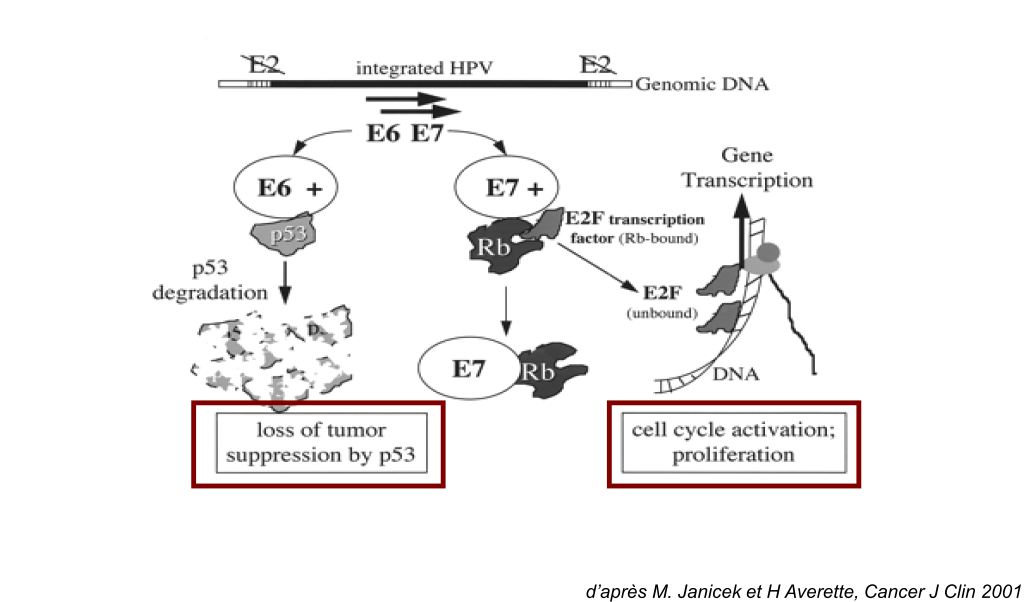 E2
E2
integrated HPV
Genomic DNA
E6 E7
E6 +
p53
p53
degradation
loss of tumor
suppression by p53
E7 +
Rb
E2F transcription
factor (Rb-bound)
E7
Rb
E2F
(unbound)
Gene
Transcription
DNA
cell cycle activation;
proliferation
d'après M. Janicek et H Averette, Cancer J Clin 2001